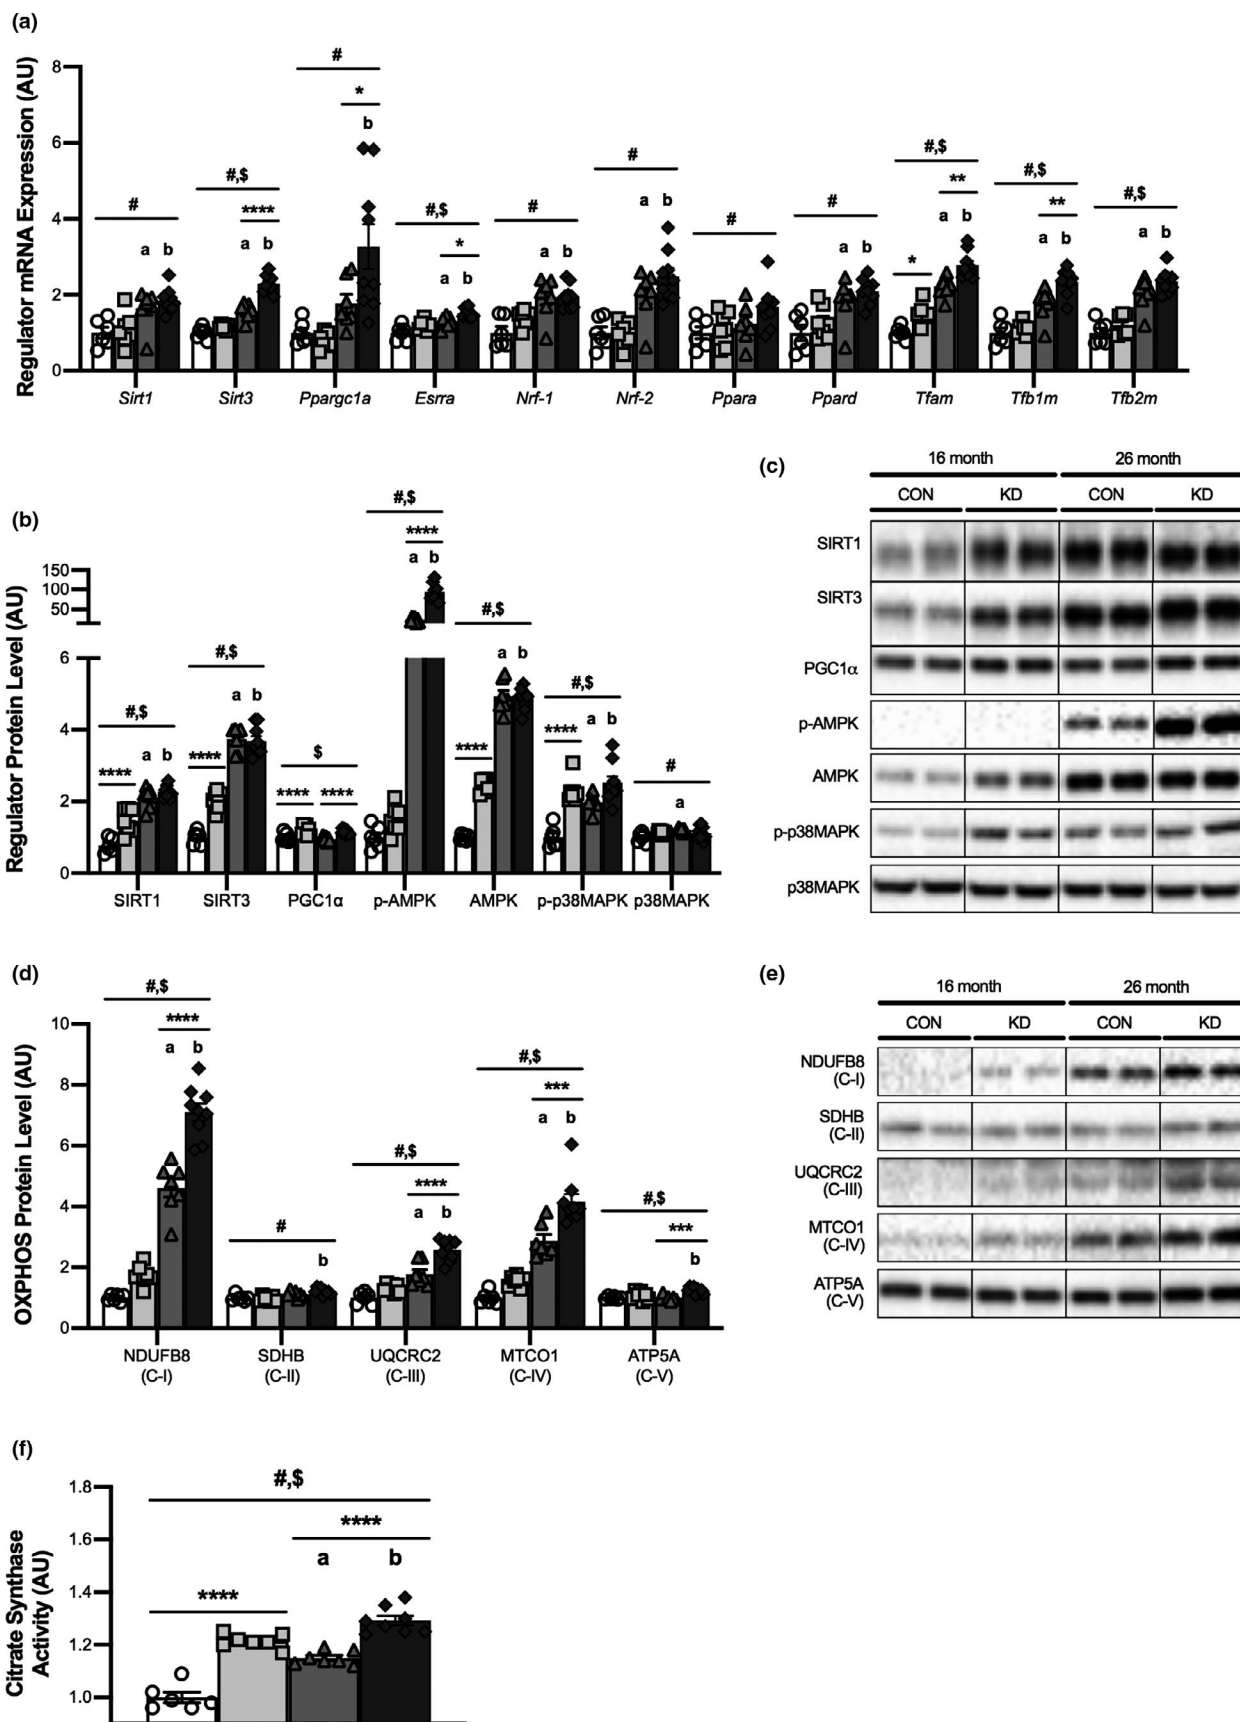 (a)
Regulator mRNA Expression (AU)
8
6
4
2
0
#
#,$
****
#
*
#,$
*
#
#
#
#
#,$
*
**
#,$
**
#,$
a b
a b
b
a b
a b
a b
a b
a b
a b
a b
Sirt1 Sirt3 Ppargc1a Esrra Nrf-1 Nrf-2 Ppara Ppard Tfam Tfb1m Tfb2m
(b)
Regulator Protein Level (AU)
150
100
50
6
4
2
0
#,$
****
a b
#,$
****
a b
$
**** ****
#,$
****
a b
#,$
****
a b
#,$
****
a b
#
a
SIRT1 SIRT3 PGC1α p-AMPK AMPK p-p38MAPK p38MAPK
(c)
16 month 26 month
CON KD CON KD
SIRT1
SIRT3
PGC1α
p-AMPK
AMPK
p-p38MAPK
p38MAPK
(d)
OXPHOS Protein Level (AU)
10
8
6
4
2
0
#,$
****
a b
#
b
#,$
****
a b
#,$
***
a b
#,$
***
b
NDUFB8 SDHB UQCRC2 MTCO1 ATP5A
(C-I) (C-II) (C-III) (C-IV) (C-V)
(e)
16 month 26 month
CON KD CON KD
NDUFB8
(C-I)
SDHB
(C-II)
UQCRC2
(C-III)
MTCO1
(C-IV)
ATP5A
(C-V)
(f)
Citrate Synthase
Activity (AU)
1.8
1.6
1.4
1.2
1.0
#,$
****
a b
****